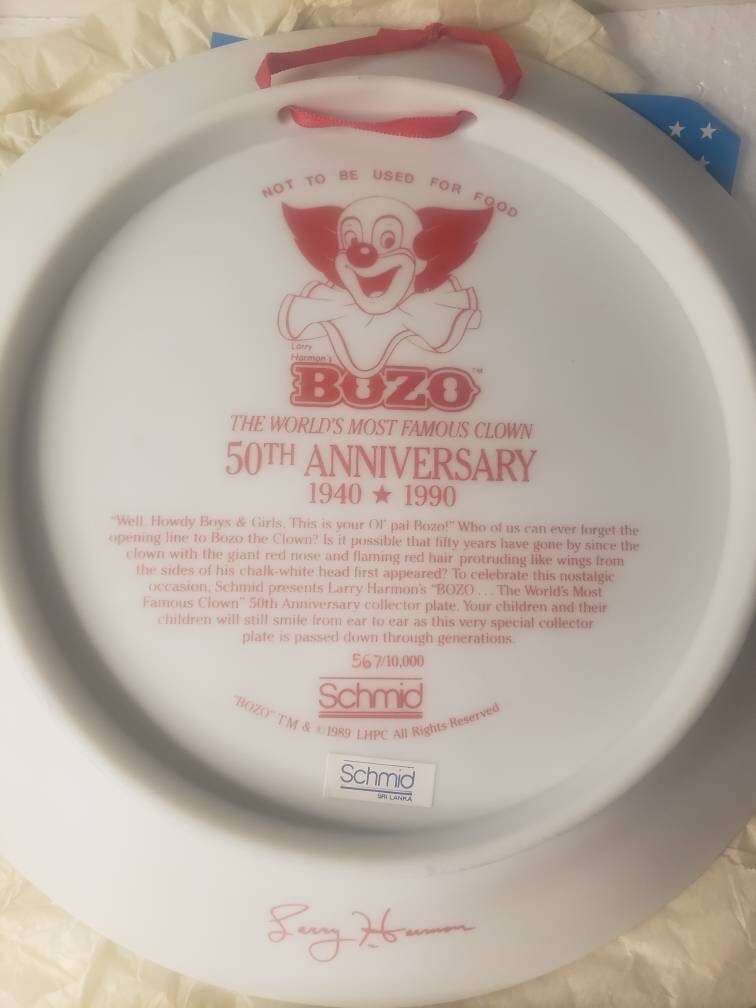 NOT TO BE USED FOR FOOD
Larry
Harmon's
BOZO™
THE WORLD'S MOST FAMOUS CLOWN
50TH ANNIVERSARY
1940 ★ 1990
"Well, Howdy Boys & Girls. This is your Ol' pal Bozo!" Who of us can ever forget the
opening line to Bozo the Clown? Is it possible that fifty years have gone by since the
clown with the giant red nose and flaming red hair protruding like wings from
the sides of his chalk-white head first appeared? To celebrate this nostalgic
occasion, Schmid presents Larry Harmon's "BOZO . . . The World's Most
Famous Clown" 50th Anniversary collector plate. Your children and their
children will still smile from ear to ear as this very special collector
plate is passed down through generations.
567/10,000
Schmid
"BOZO" TM & ©1989 LHPC All Rights Reserved
Schmid
SRI LANKA
Larry Harmon